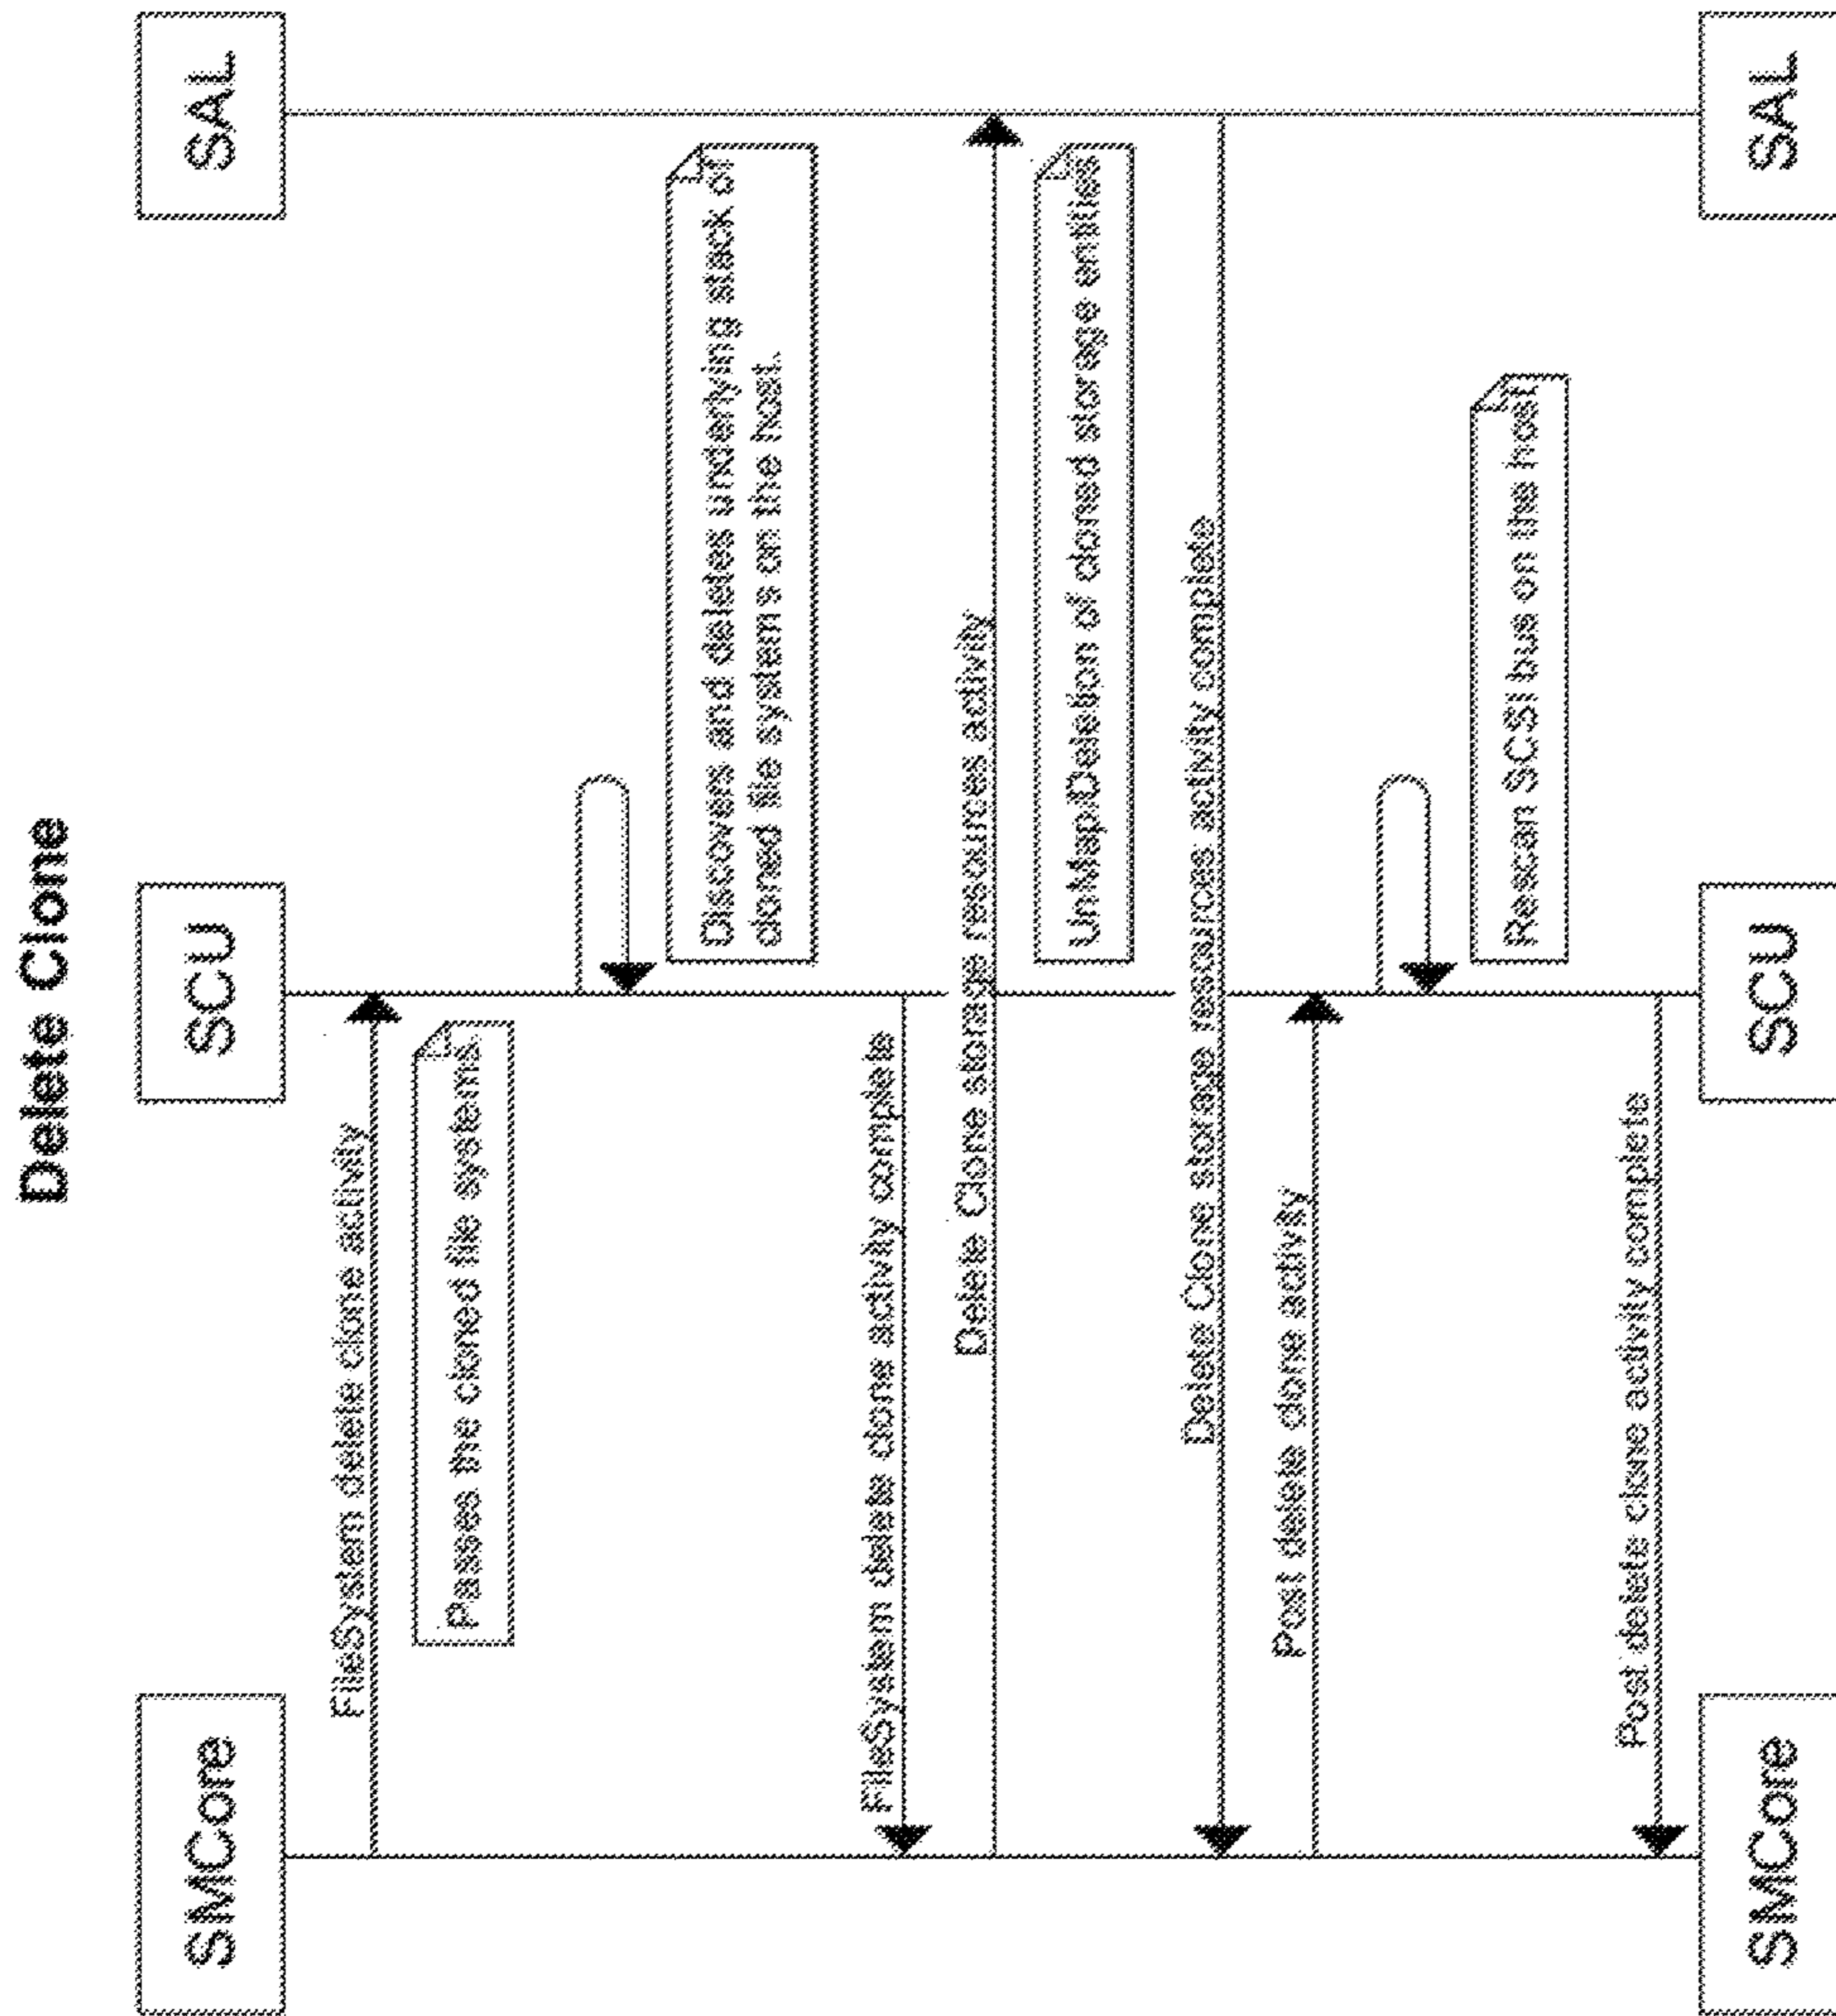 Delete Clone
SMCore
SCU
SAL
FileSystem delete clone activity
Passes the cloned file systems.
Discovers and deletes underlying stack of
cloned file systems on the host.
FileSystem delete clone activity complete
Delete Clone storage resources activity
UnMap/Deletion of cloned storage entities
Delete Clone storage resources activity complete
Post delete clone activity
Rescan SCSI bus on the host
Post delete clone activity complete
SMCore
SCU
SAL